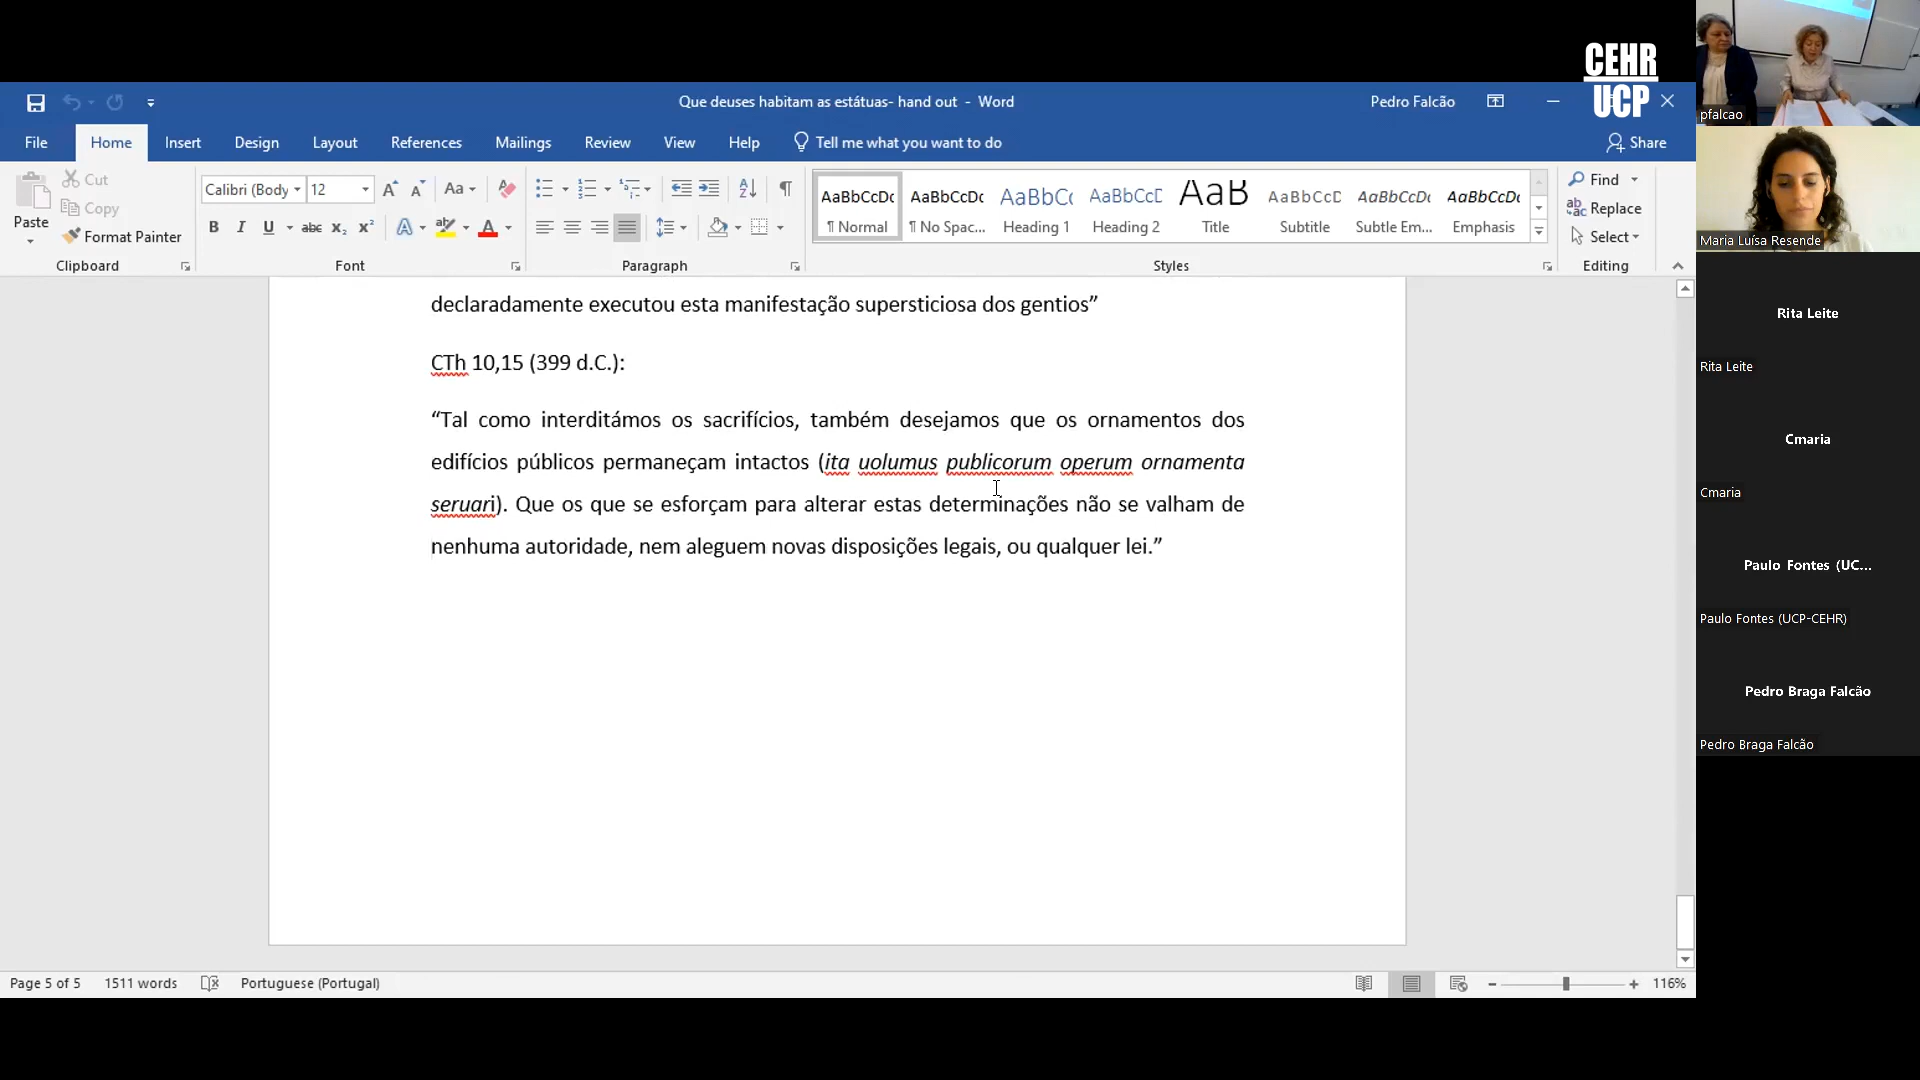 CEHR
UCP
Que deuses habitam as estátuas- hand out - Word
Pedro Falcão
File Home Insert Design Layout References Mailings Review View Help Tell me what you want to do Share
Paste
Cut
Copy
Format Painter
Clipboard
Calibri (Body 12
Aa
B I U abc x₂ x²
Font
Paragraph
AaBbCcDc AaBbCcDc AaBbCc AaBbCcD AaB AaBbCcD AaBbCcDc AaBbCcDc
¶ Normal ¶ No Spac... Heading 1 Heading 2 Title Subtitle Subtle Em... Emphasis
Styles
Find
Replace
Select
Editing
declaradamente executou esta manifestação supersticiosa dos gentios”
CTh 10,15 (399 d.C.):
“Tal como interditámos os sacrifícios, também desejamos que os ornamentos dos
edifícios públicos permaneçam intactos (ita uolumus publicorum operum ornamenta
seruari). Que os que se esforçam para alterar estas determinações não se valham de
nenhuma autoridade, nem aleguem novas disposições legais, ou qualquer lei.”
Page 5 of 5 1511 words Portuguese (Portugal) 116%
pfalcao
Maria Luísa Resende
Rita Leite
Rita Leite
Cmaria
Cmaria
Paulo Fontes (UC...
Paulo Fontes (UCP-CEHR)
Pedro Braga Falcão
Pedro Braga Falcão